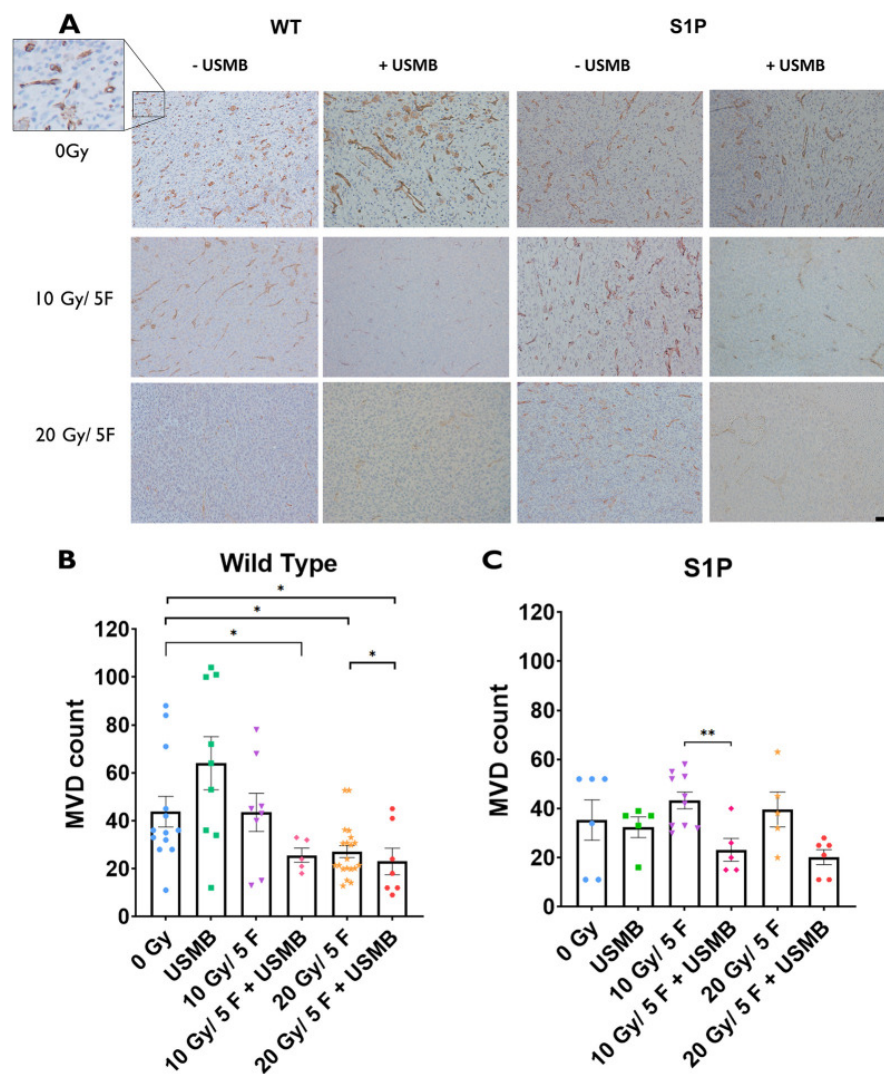 A
WT
S1P
- USMB
+ USMB
- USMB
+ USMB
0Gy
10 Gy/ 5F
20 Gy/ 5F
B
Wild Type
*
*
*
*
MVD count
120
100
80
60
40
20
0
0 Gy
USMB
10 Gy/ 5 F
10 Gy/ 5 F + USMB
20 Gy/ 5 F
20 Gy/ 5 F + USMB
C
S1P
**
MVD count
120
100
80
60
40
20
0
0 Gy
USMB
10 Gy/ 5 F
10 Gy/ 5 F + USMB
20 Gy/ 5 F
20 Gy/ 5 F + USMB